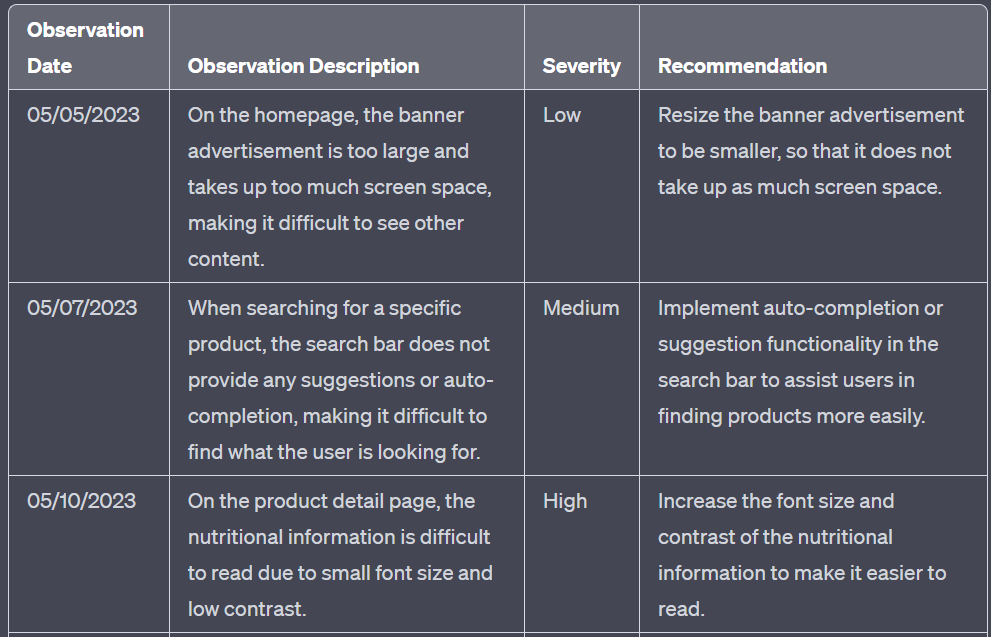 Observation
Date
Observation Description
Severity
Recommendation
05/05/2023
On the homepage, the banner
advertisement is too large and
takes up too much screen space,
making it difficult to see other
content.
Low
Resize the banner advertisement
to be smaller, so that it does not
take up as much screen space.
05/07/2023
When searching for a specific
product, the search bar does not
provide any suggestions or auto-
completion, making it difficult to
find what the user is looking for.
Medium
Implement auto-completion or
suggestion functionality in the
search bar to assist users in
finding products more easily.
05/10/2023
On the product detail page, the
nutritional information is difficult
to read due to small font size and
low contrast.
High
Increase the font size and
contrast of the nutritional
information to make it easier to
read.